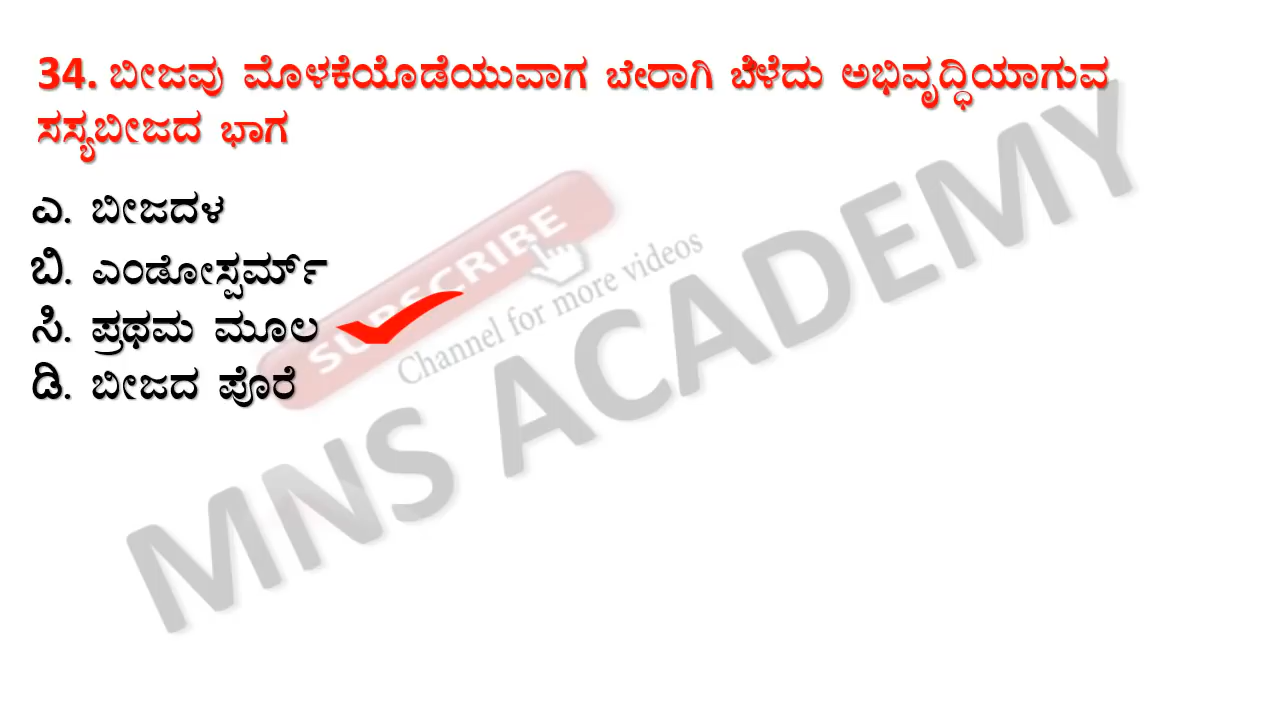 34. ಬೀಜವು ಮೊಳಕೆಯೊಡೆಯುವಾಗ ಬೇರಾಗಿ ಬೆಳೆದು ಅಭಿವೃದ್ಧಿಯಾಗುವ
ಸಸ್ಯಬೀಜದ ಭಾಗ
ಎ. ಬೀಜದಳ
ಬಿ. ಎಂಡೋಸ್ಪರ್ಮ್
ಸಿ. ಪ್ರಥಮ ಮೂಲ
ಡಿ. ಬೀಜದ ಪೊರೆ
SUBSCRIBE
Channel for more videos
MNS ACADEMY